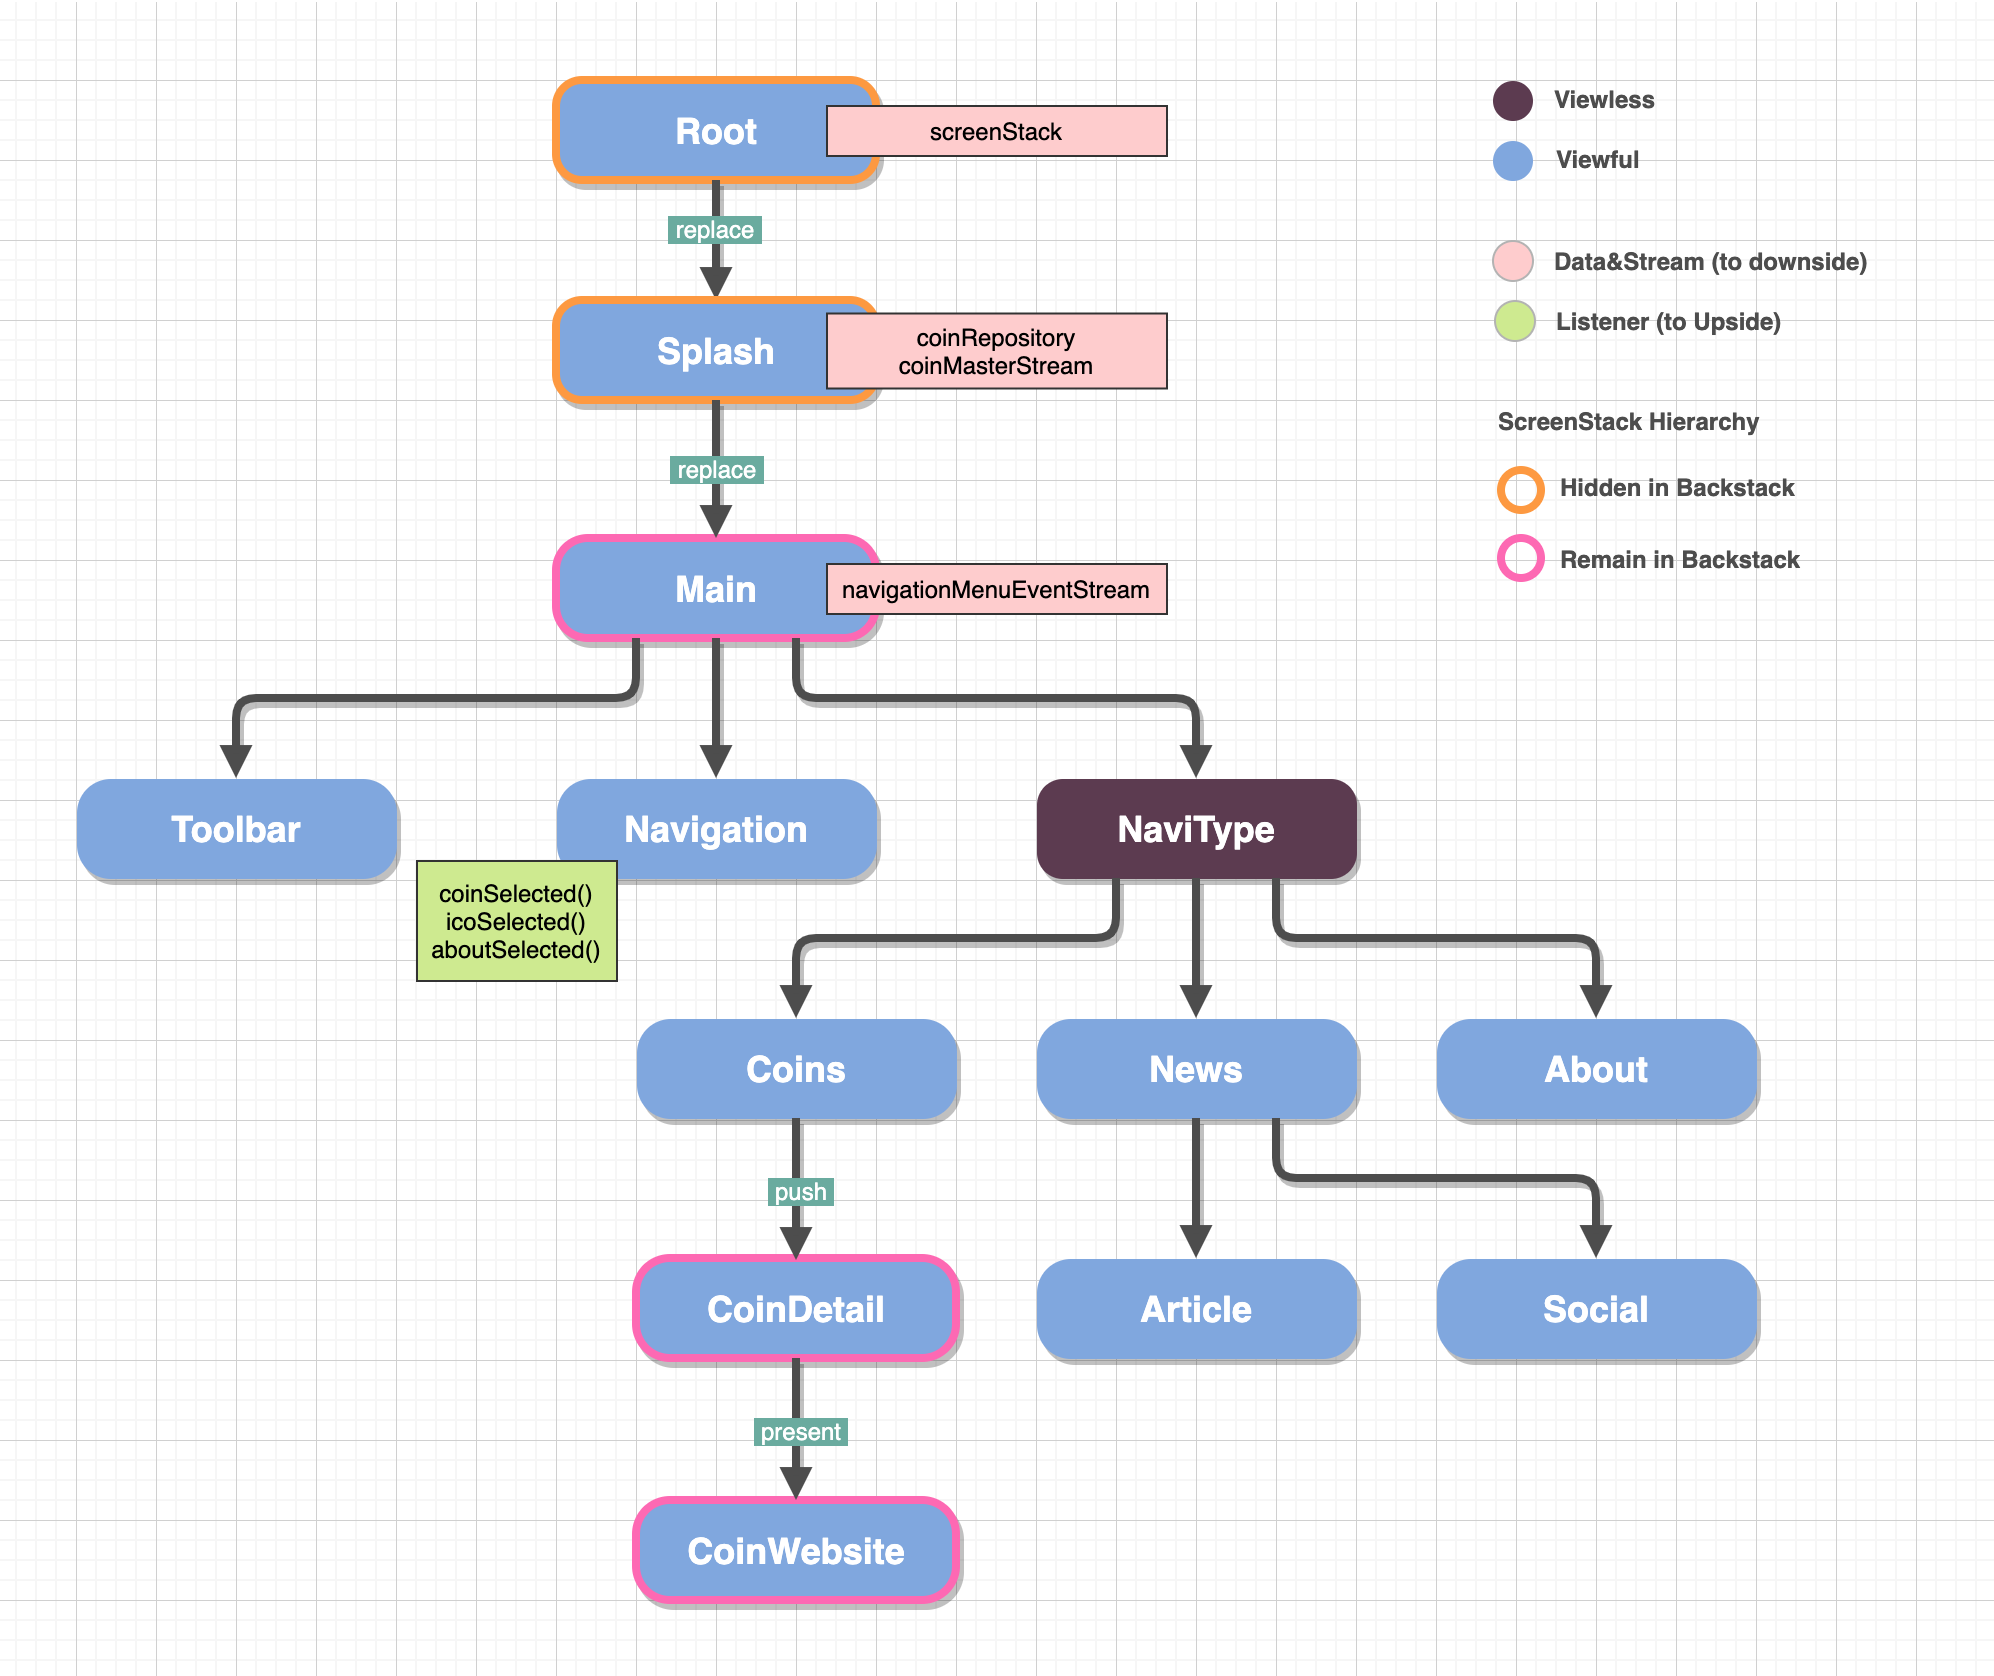 Root
screenStack
replace
Splash
coinRepository
coinMasterStream
replace
Main
navigationMenuEventStream
Toolbar
Navigation
NaviType
coinSelected()
icoSelected()
aboutSelected()
Coins
News
About
push
CoinDetail
Article
Social
present
CoinWebsite
Viewless
Viewful
Data&Stream (to downside)
Listener (to Upside)
ScreenStack Hierarchy
Hidden in Backstack
Remain in Backstack